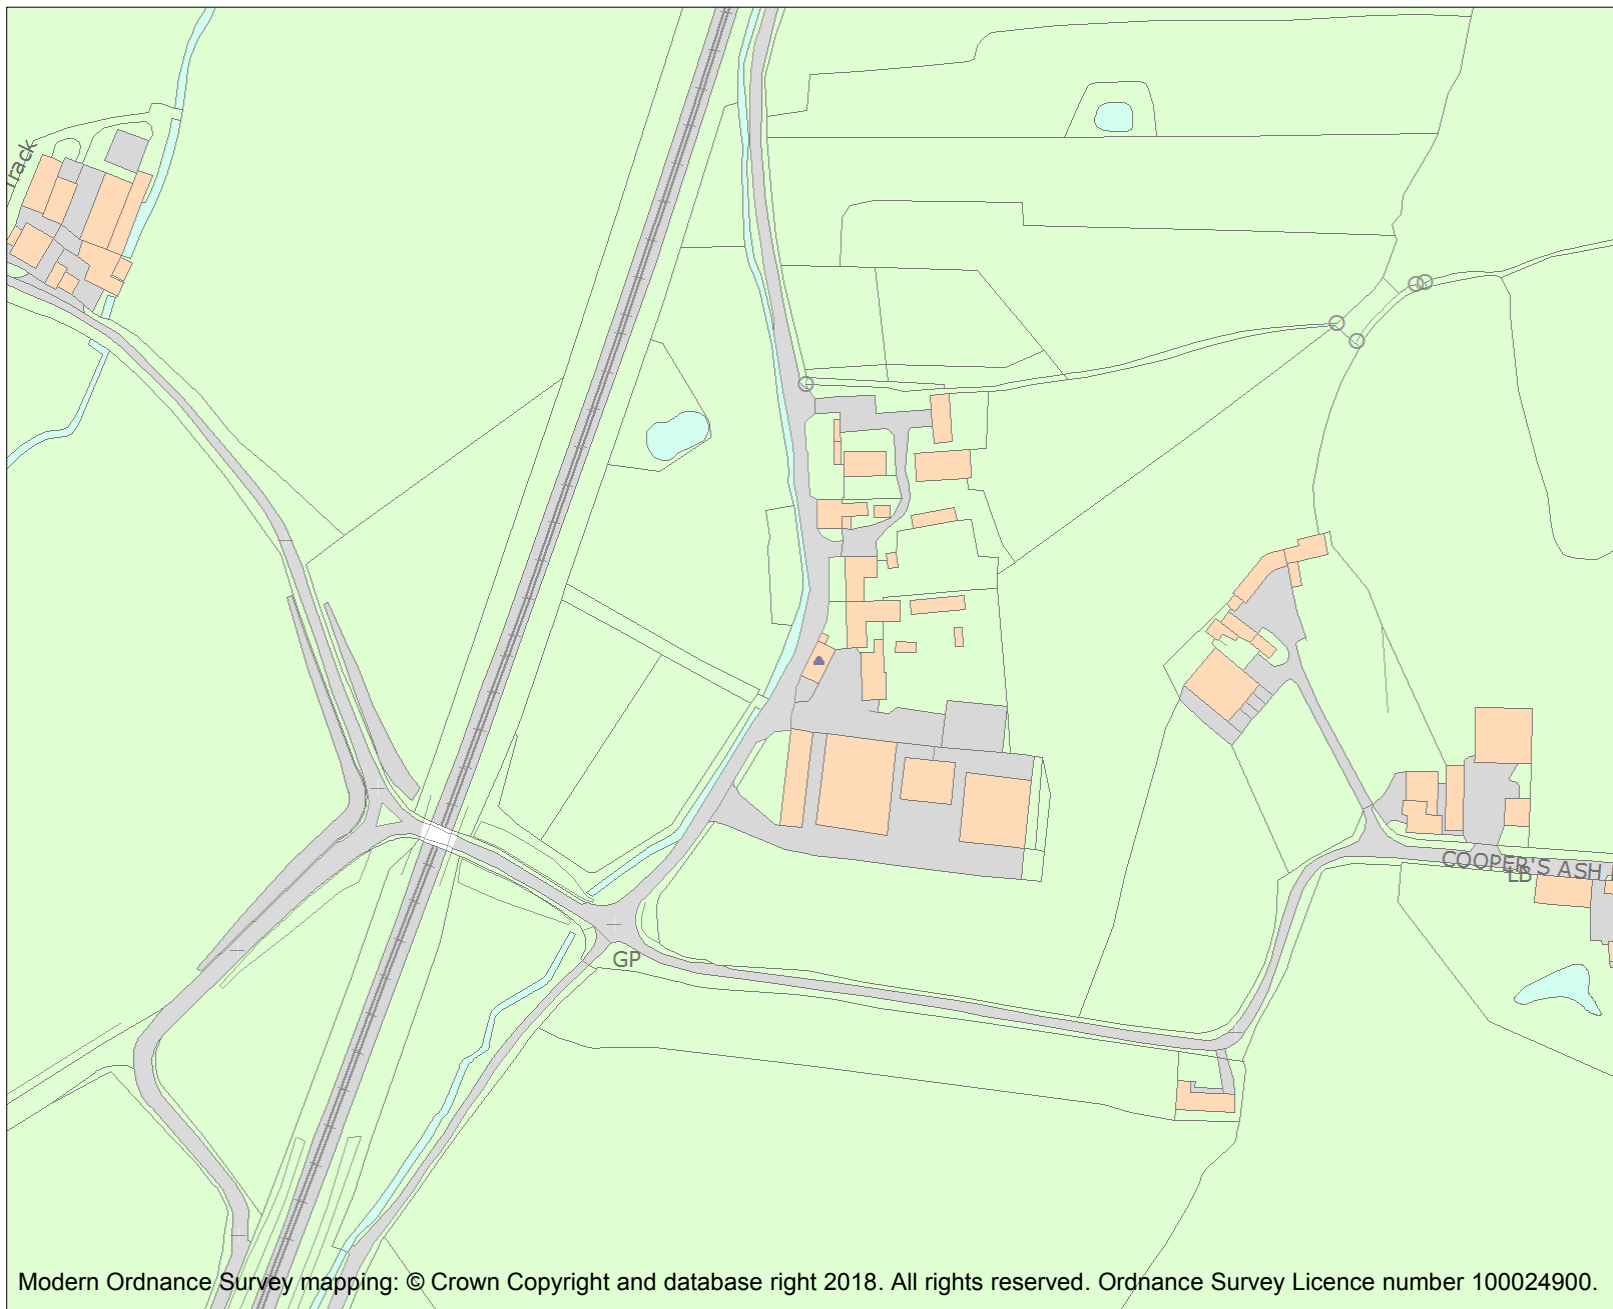 Track
COOPER'S ASH
LB
GP
Modern Ordnance Survey mapping: © Crown Copyright and database right 2018. All rights reserved. Ordnance Survey Licence number 100024900.